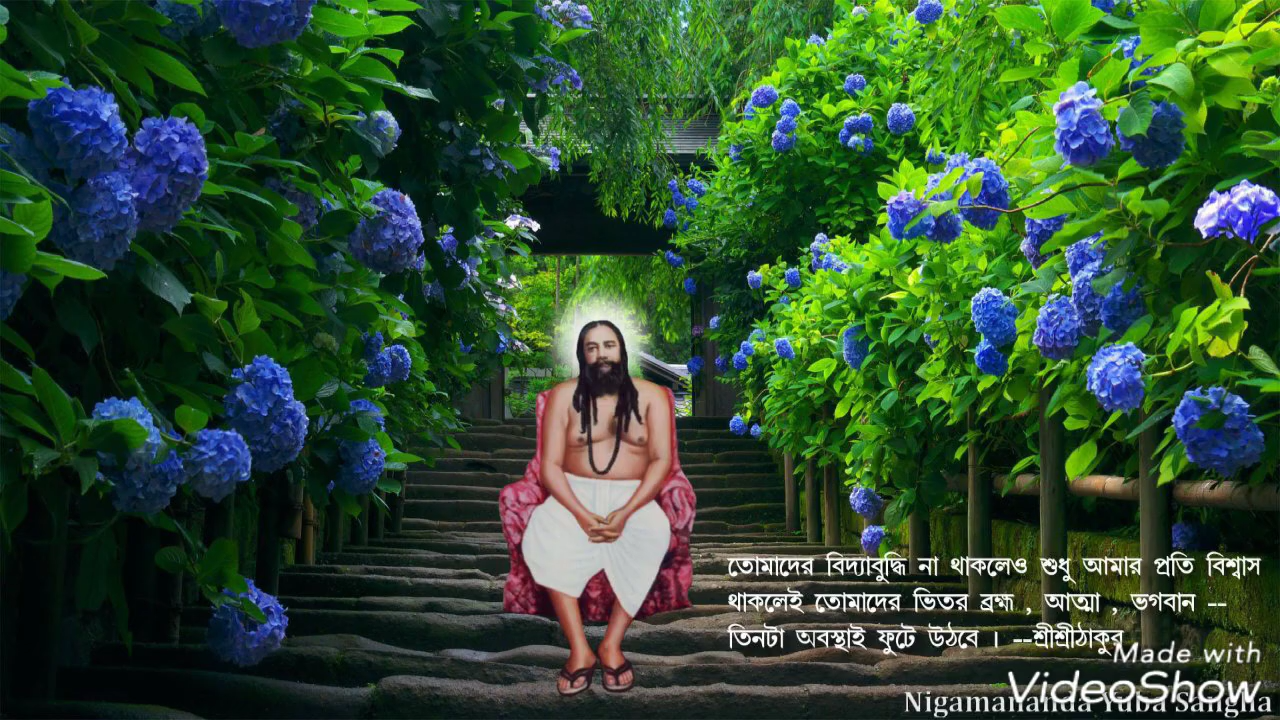 তোমাদের বিদ্যাবুদ্ধি না থাকলেও শুধু আমার প্রতি বিশ্বাস
থাকলেই তোমাদের ভিতর ব্রহ্ম , আত্মা , ভগবান --
তিনটা অবস্থাই ফুটে উঠবে । --শ্রীশ্রীঠাকুর
Made with
VideoShow
Nigamananda Yuba Sangha